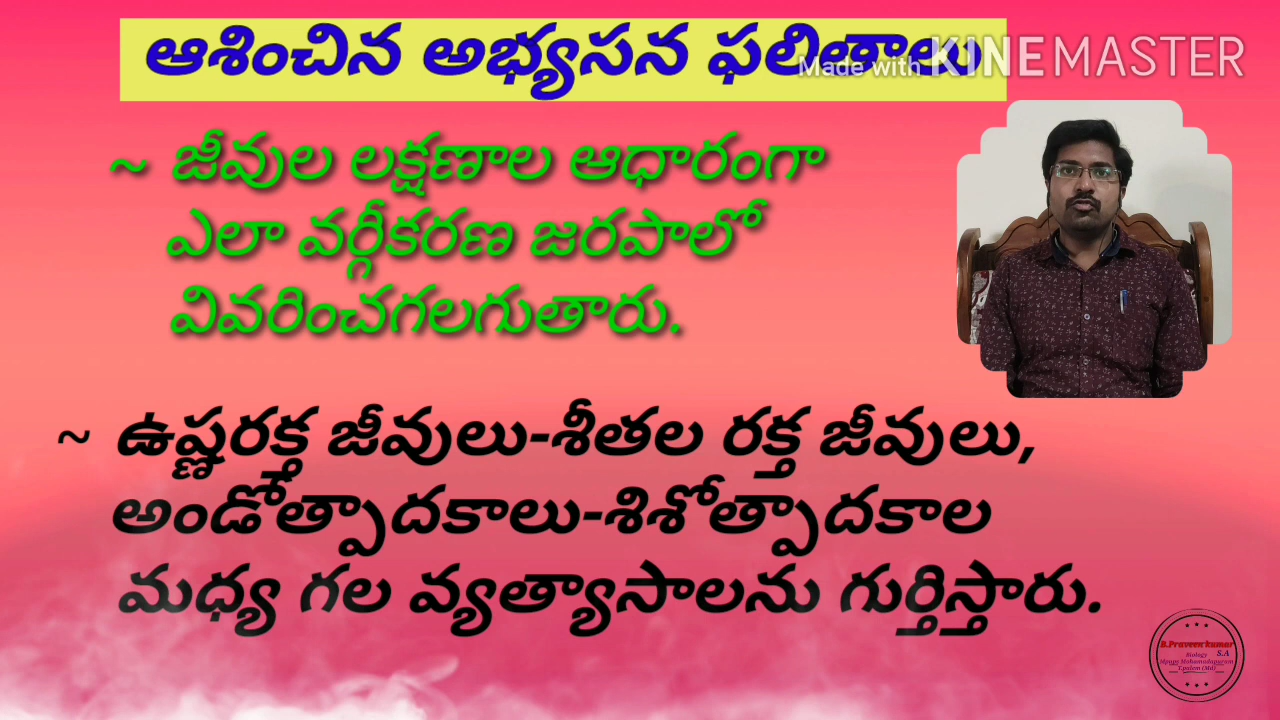 ఆశించిన అభ్యసన ఫలితాలు
Made with KINEMASTER
~ జీవుల లక్షణాల ఆధారంగా
ఎలా వర్గీకరణ జరపాలో
వివరించగలగుతారు.
~ ఉష్ణరక్త జీవులు-శీతల రక్త జీవులు,
అండోత్పాదకాలు-శిశోత్పాదకాల
మధ్య గల వ్యత్యాసాలను గుర్తిస్తారు.
B.Praveen kumar
Biology S.A
Mohamadapuram